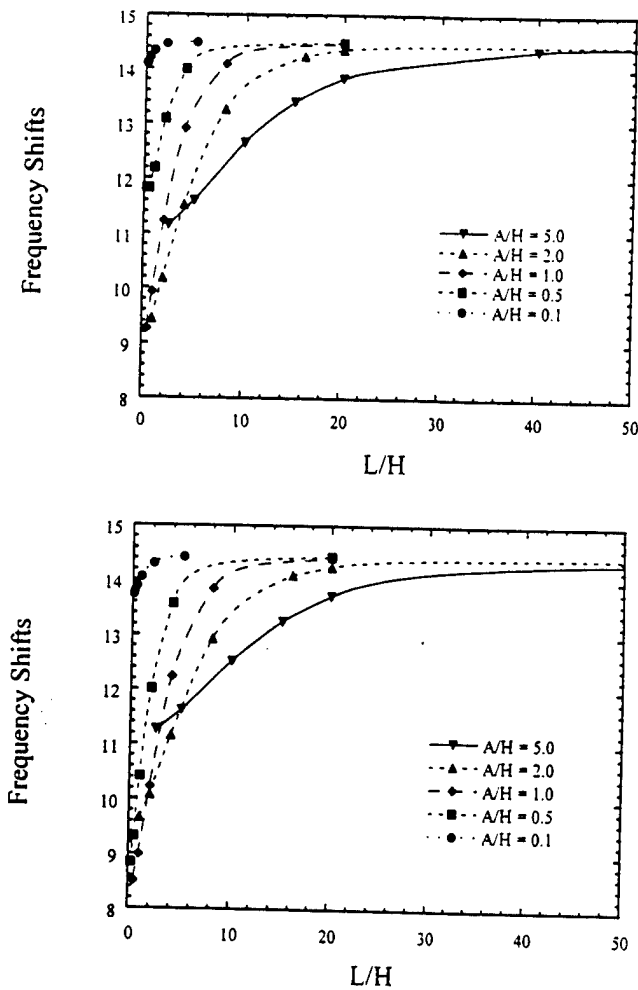 15
14
13
12
11
10
9
8
Frequency Shifts
A/H = 5.0
A/H = 2.0
A/H = 1.0
A/H = 0.5
A/H = 0.1
0 10 20 30 40 50
L/H
15
14
13
12
11
10
9
8
Frequency Shifts
A/H = 5.0
A/H = 2.0
A/H = 1.0
A/H = 0.5
A/H = 0.1
0 10 20 30 40 50
L/H